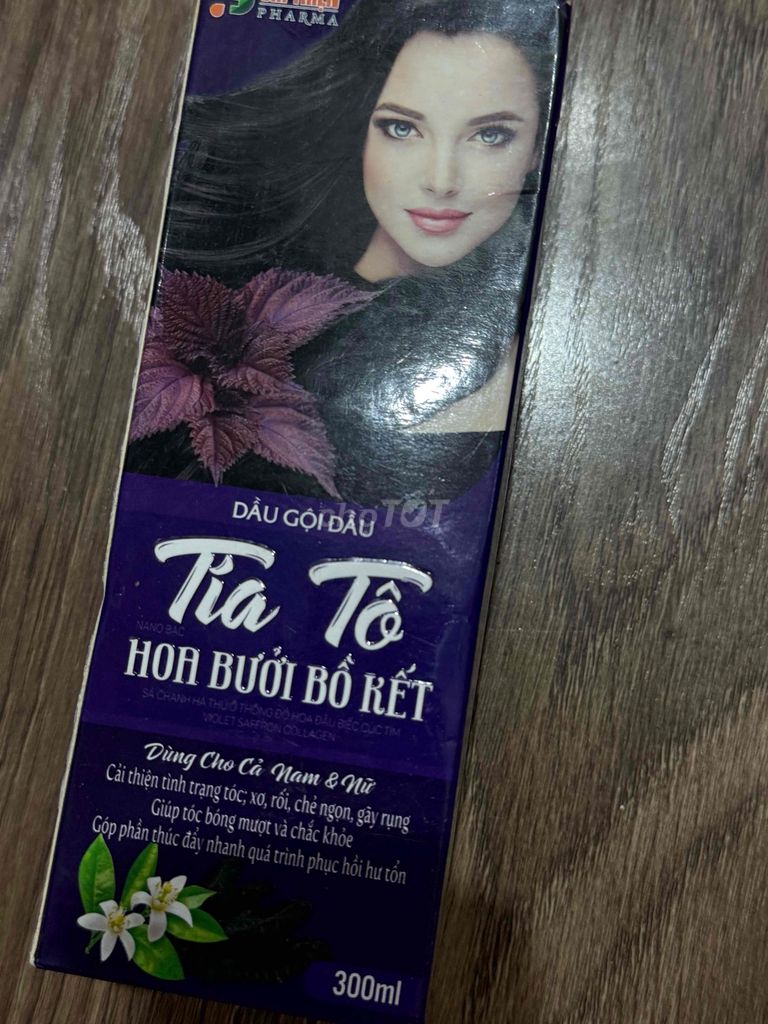 PHARMA
DẦU GỘI ĐẦU
chợTỐT
Tía Tô
NANO BẠC
HOA BƯỞI BỒ KẾT
SẢ CHANH HÀ THỦ Ô THÔNG ĐỎ HOA ĐẬU BIẾC CÚC TÍM
VIOLET SAFFRON COLLAGEN
Dùng Cho Cả Nam & Nữ
Cải thiện tình trạng tóc; xơ, rối, chẻ ngọn, gãy rụng
Giúp tóc bóng mượt và chắc khỏe
Góp phần thúc đẩy nhanh quá trình phục hồi hư tổn
300ml